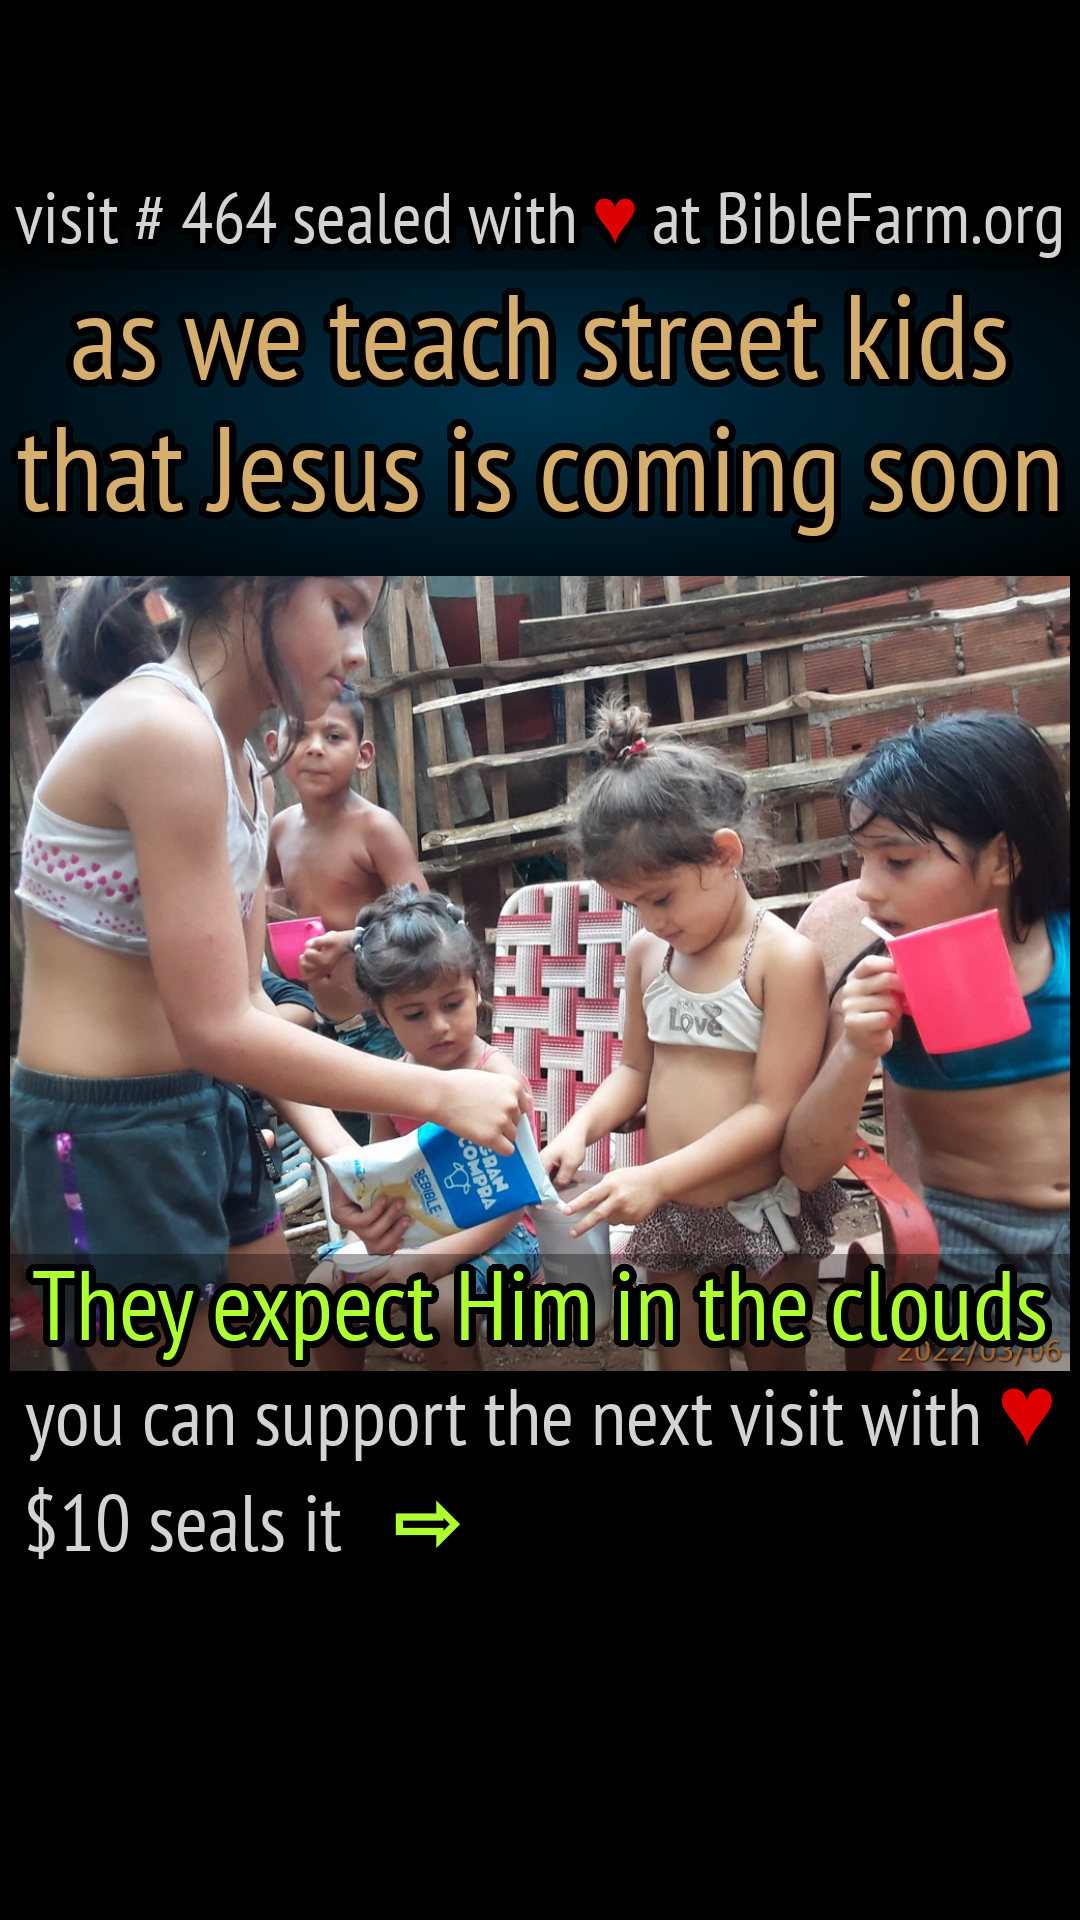 visit # 464 sealed with ♥ at BibleFarm.org
as we teach street kids
that Jesus is coming soon
LOVE
GRAN
COMPRA
BEBIBLE
They expect Him in the clouds
2022/03/06
you can support the next visit with ♥
$10 seals it ⇨